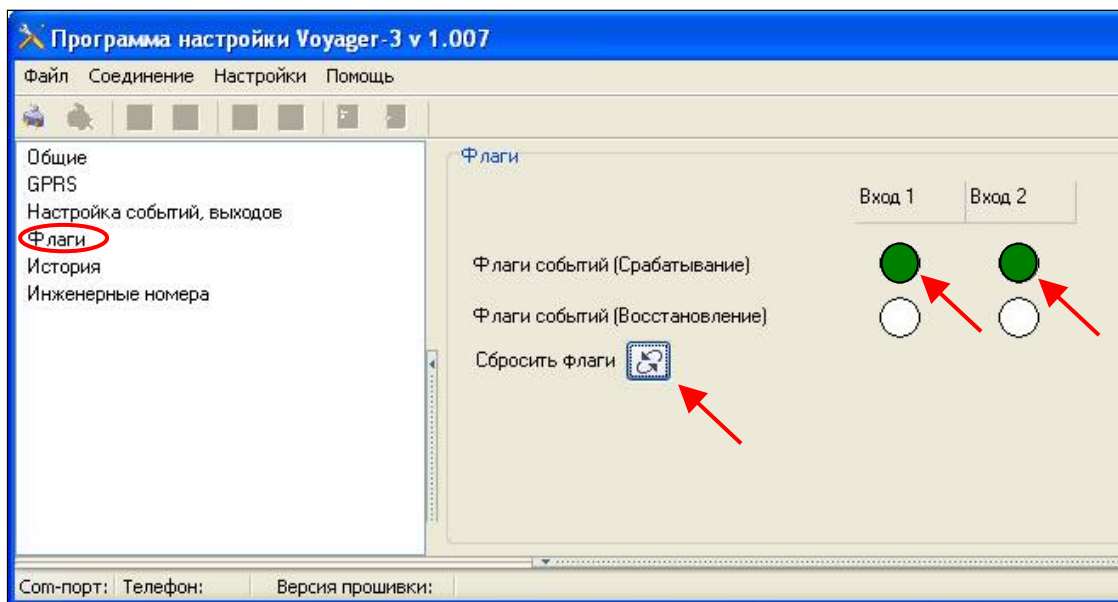 Программа настройки Voyager-3 v 1.007
Файл Соединение Настройки Помощь
Общие
GPRS
Настройка событий, выходов
Флаги
История
Инженерные номера
Флаги
Вход 1 Вход 2
Флаги событий (Срабатывание)
Флаги событий (Восстановление)
Сбросить флаги
Com-порт: Телефон: Версия прошивки: